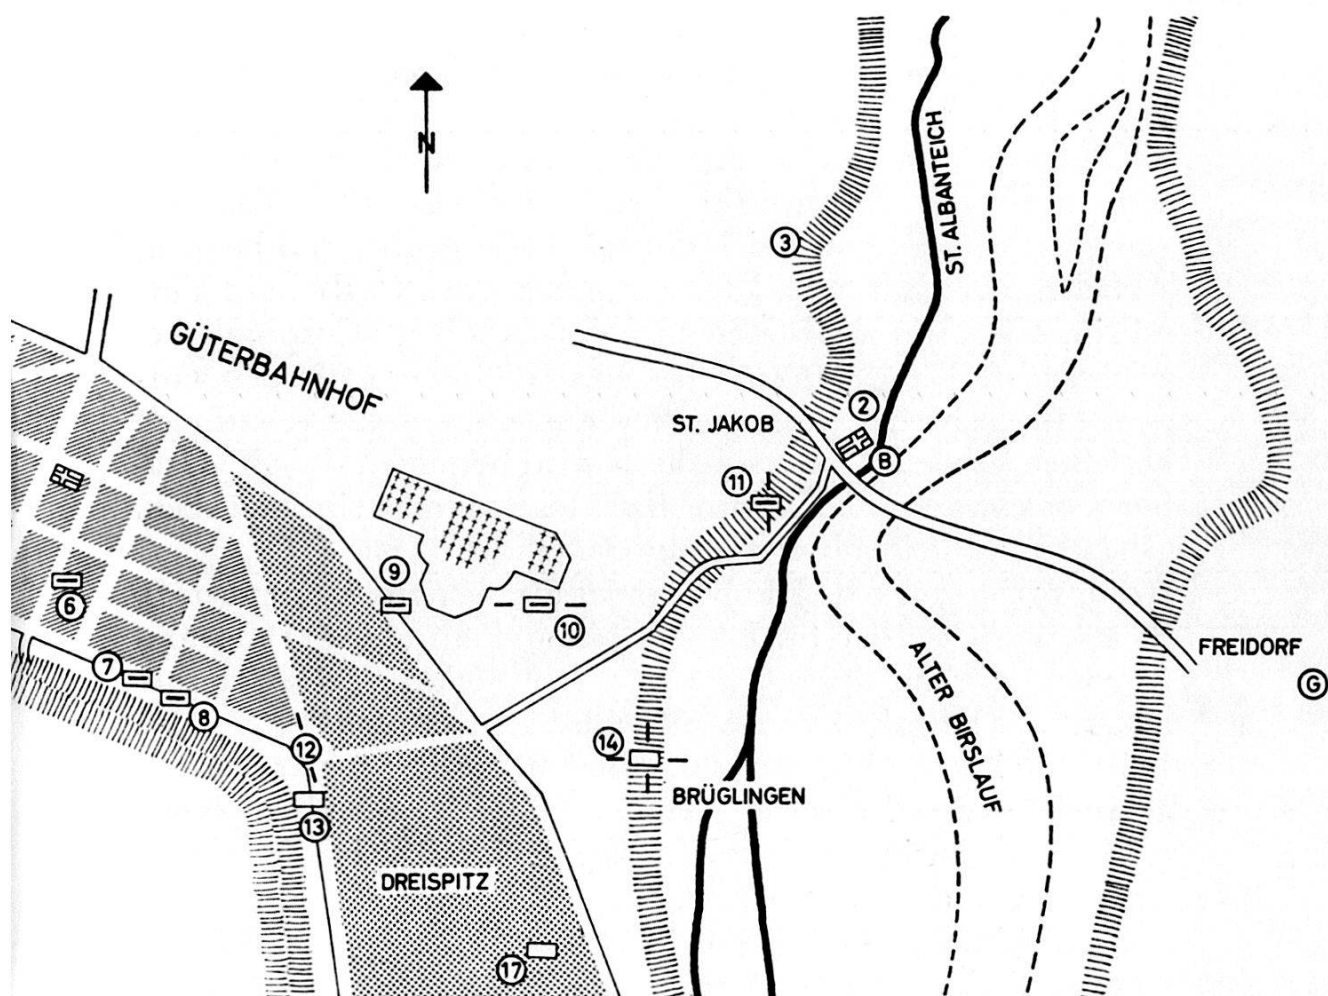 N
ST. ALBANTEICH
3
GÜTERBAHNHOF
2
ST. JAKOB
B
11
9
6
10
FREIDORF
G
7
8
ALTER BIRSLAUF
12
14
BRÜGLINGEN
13
DREISPITZ
17